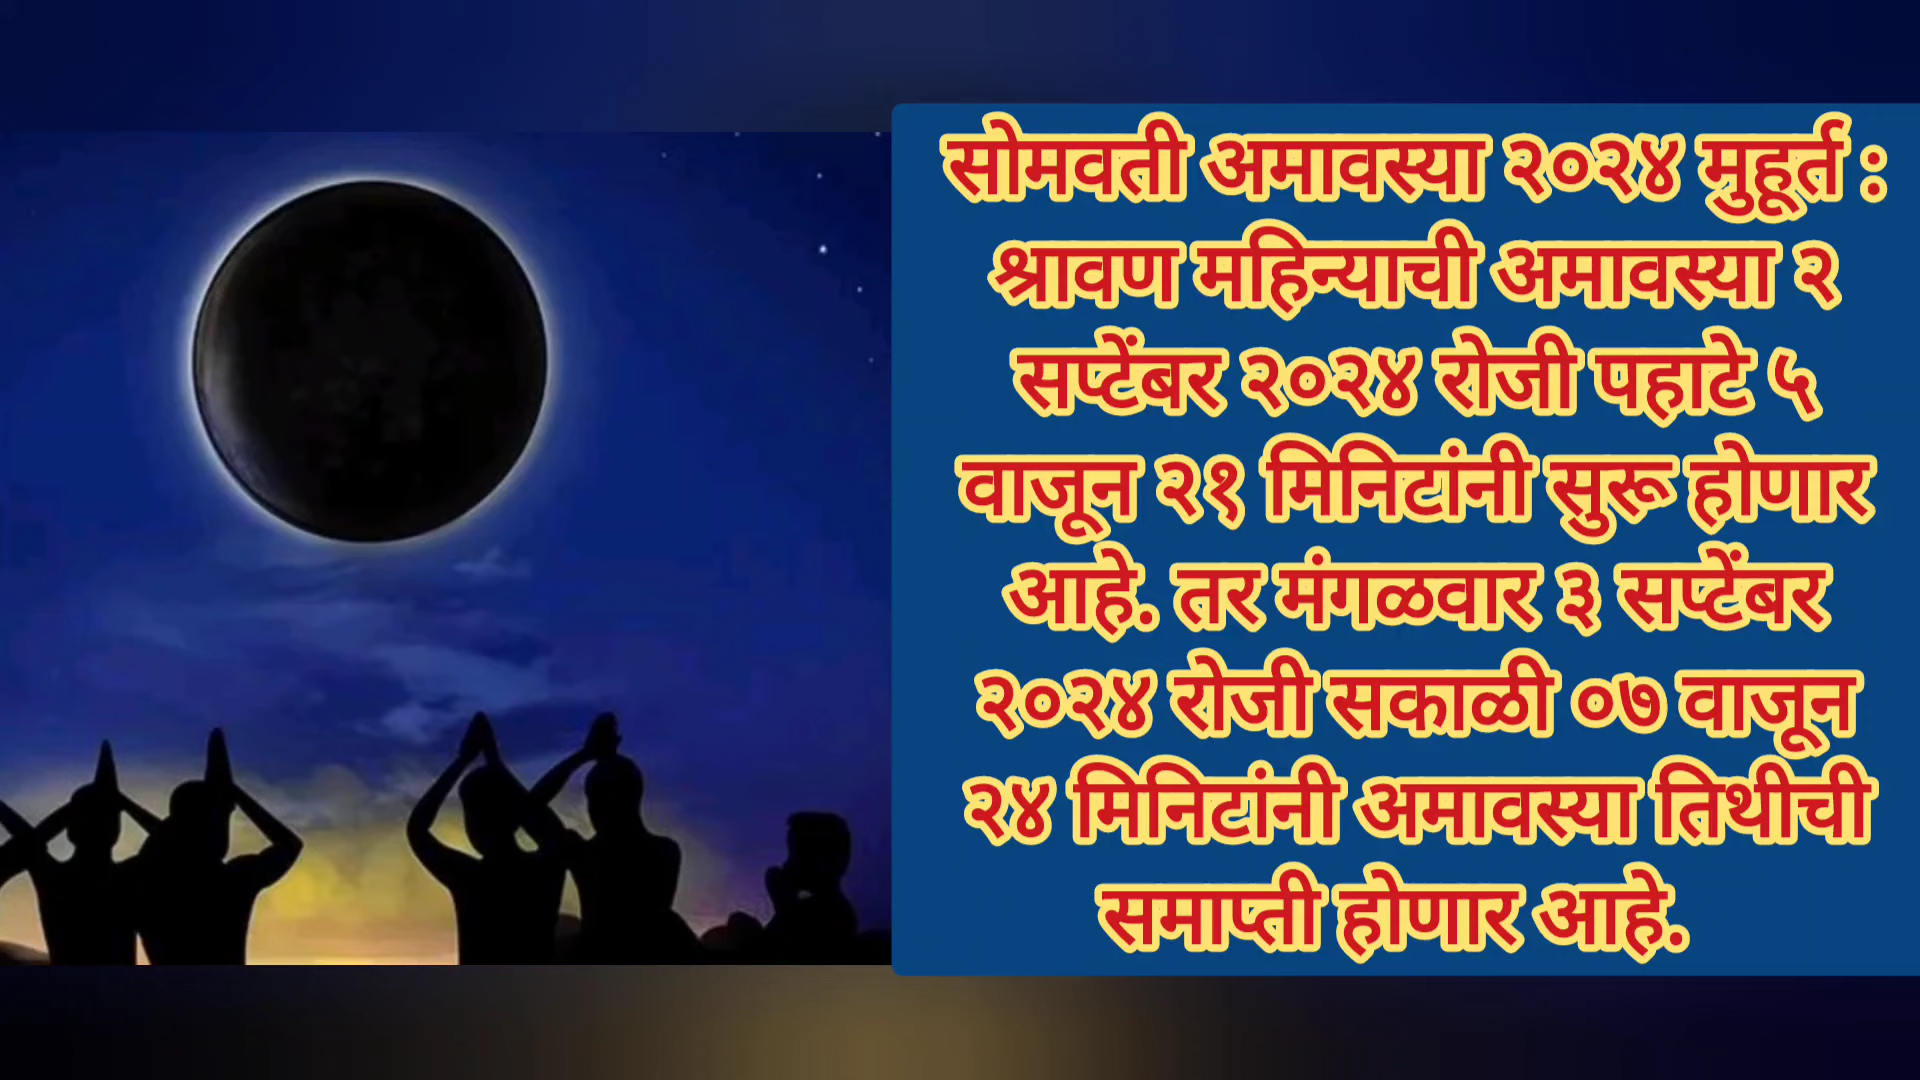 सोमवती अमावस्या २०२४ मुहूर्त :
श्रावण महिन्याची अमावस्या २
सप्टेंबर २०२४ रोजी पहाटे ५
वाजून २१ मिनिटांनी सुरू होणार
आहे. तर मंगळवार ३ सप्टेंबर
२०२४ रोजी सकाळी ०७ वाजून
२४ मिनिटांनी अमावस्या तिथीची
समाप्ती होणार आहे.